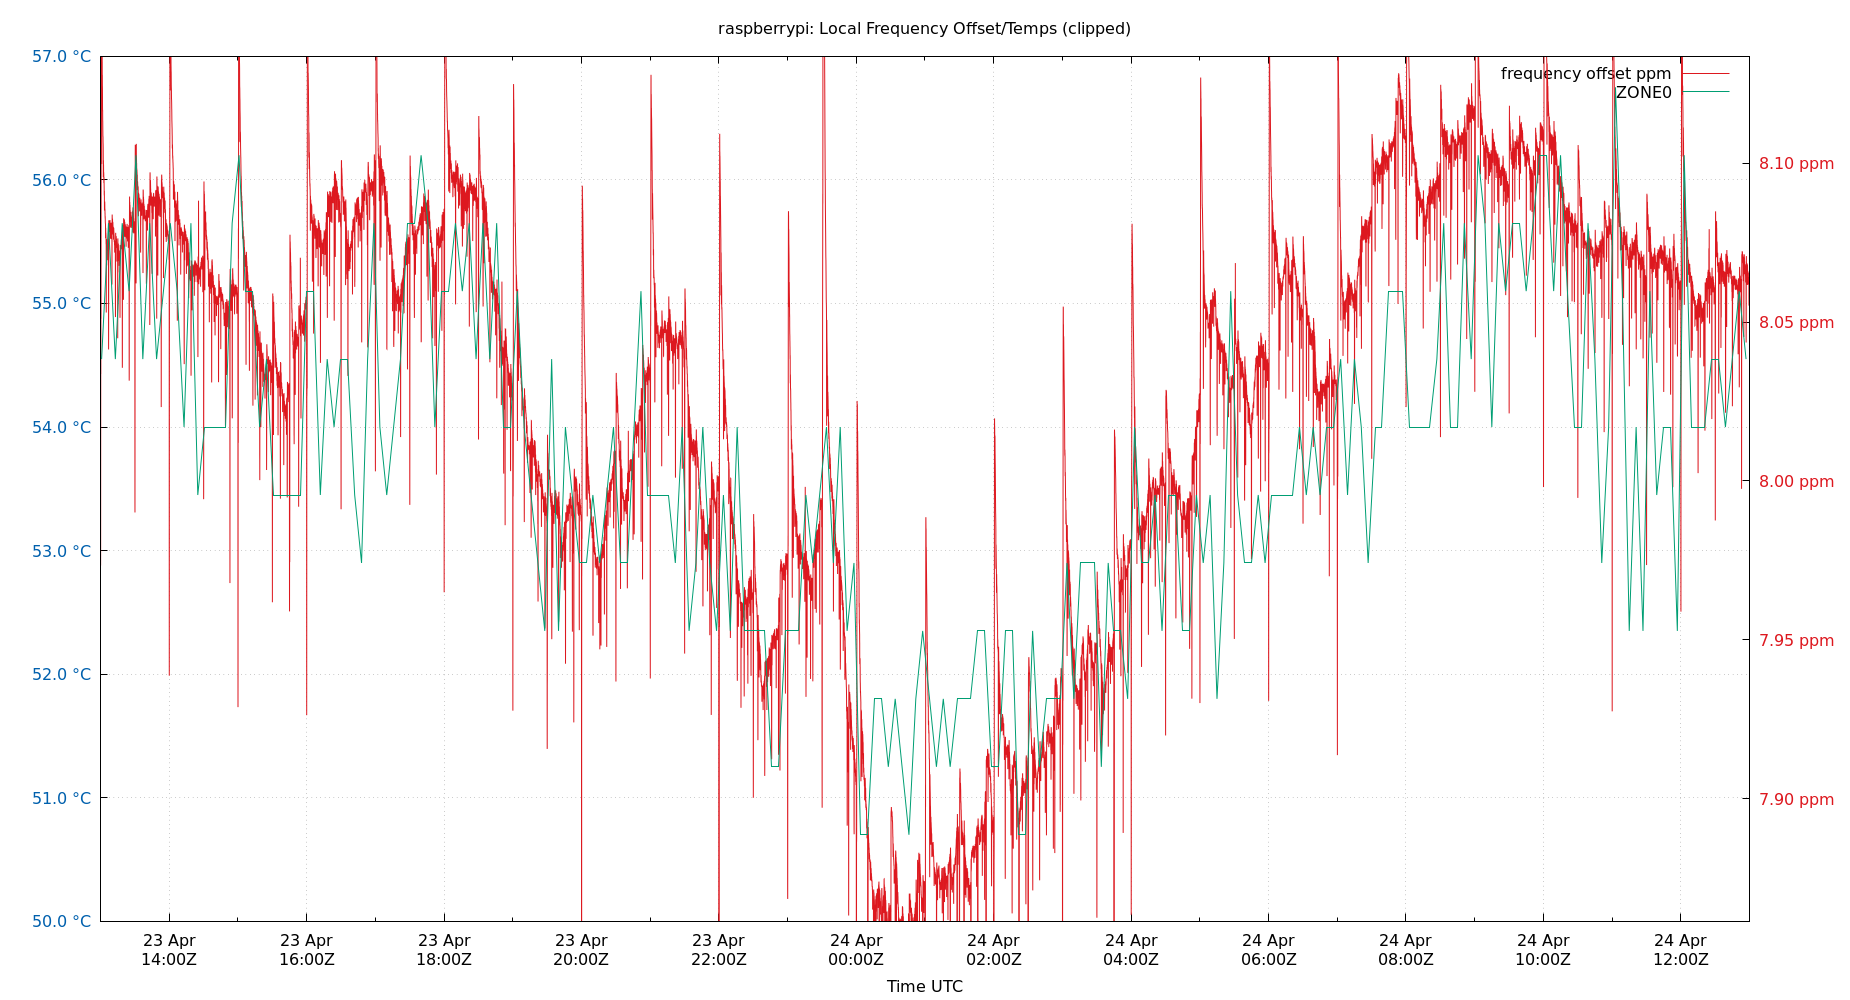 raspberrypi: Local Frequency Offset/Temps (clipped)
57.0 °C
56.0 °C
55.0 °C
54.0 °C
53.0 °C
52.0 °C
51.0 °C
50.0 °C
frequency offset ppm
ZONE0
8.10 ppm
8.05 ppm
8.00 ppm
7.95 ppm
7.90 ppm
23 Apr
14:00Z
23 Apr
16:00Z
23 Apr
18:00Z
23 Apr
20:00Z
23 Apr
22:00Z
24 Apr
00:00Z
24 Apr
02:00Z
24 Apr
04:00Z
24 Apr
06:00Z
24 Apr
08:00Z
24 Apr
10:00Z
24 Apr
12:00Z
Time UTC